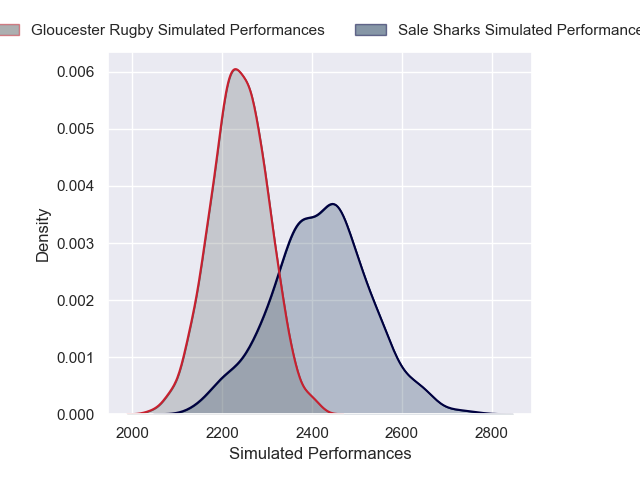 Gloucester Rugby Simulated Performances
Sale Sharks Simulated Performance
0.006
0.005
0.004
0.003
0.002
0.001
0.000
Density
2000 2200 2400 2600 2800
Simulated Performances